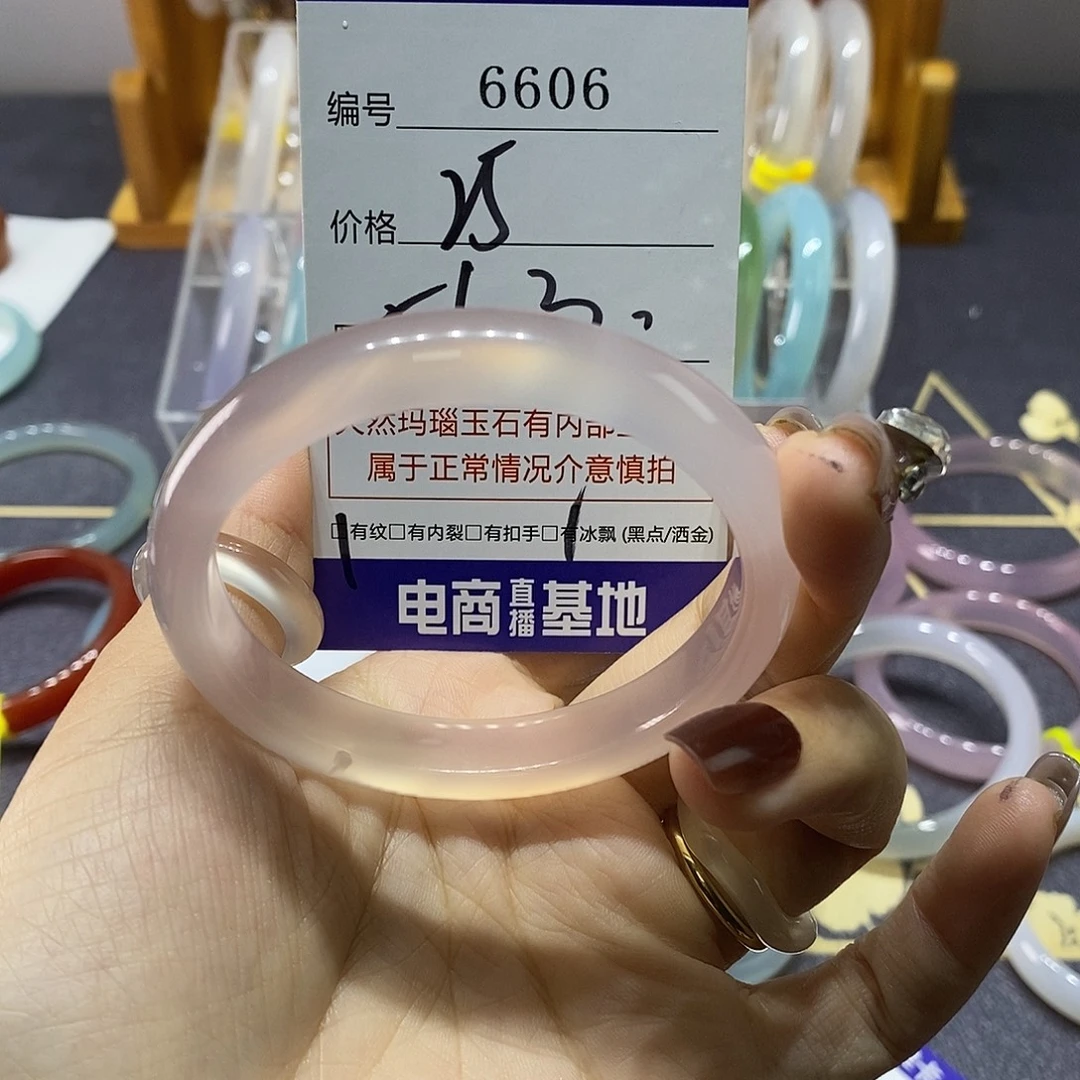 编号 6606
价格
然玛瑙玉石有内部
属于正常情况介意慎拍
□有纹□有内裂□有扣手□有冰飘 (黑点/洒金)
电商直播基地